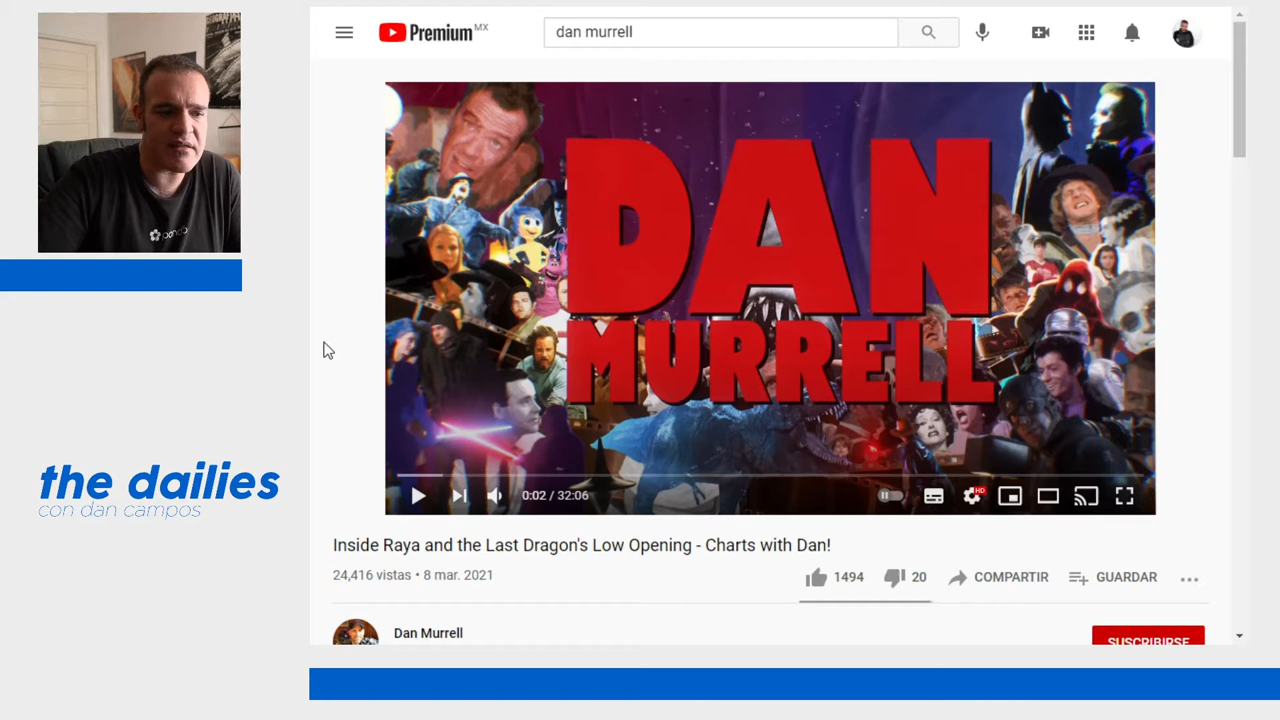 Premium MX
dan murrell
DAN
MURRELL
0:02 / 32:06
HD
Inside Raya and the Last Dragon's Low Opening - Charts with Dan!
24,416 vistas • 8 mar. 2021
1494
20
COMPARTIR
GUARDAR
Dan Murrell
SUSCRIBIRSE
the dailies
con dan campos